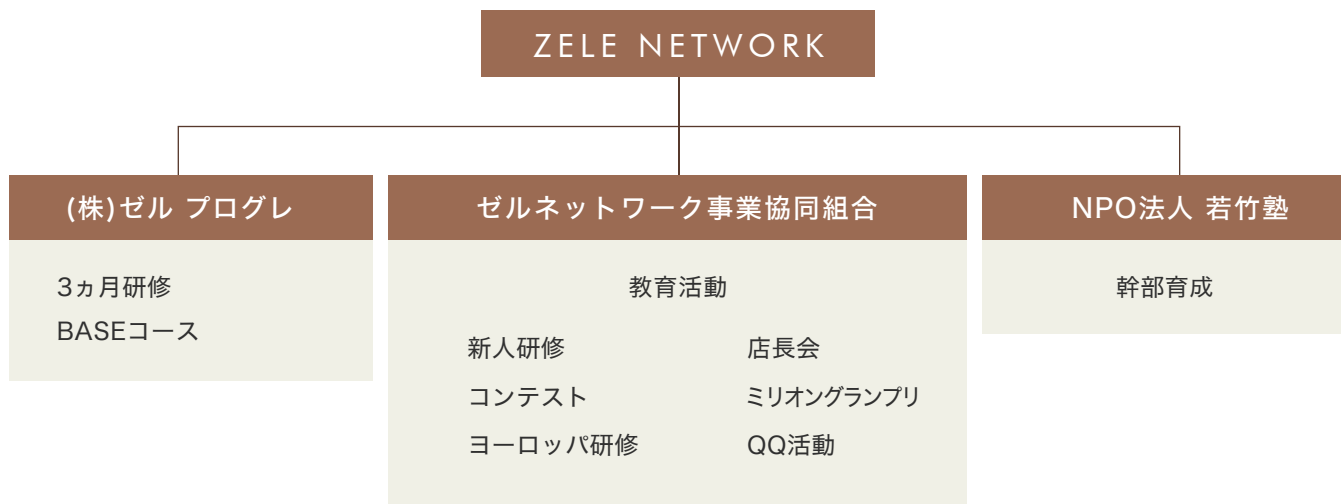 ZELE NETWORK
(株)ゼル プログレ
3ヵ月研修
BASEコース
ゼルネットワーク事業協同組合
教育活動
新人研修
店長会
コンテスト
ミリオングランプリ
ヨーロッパ研修
QQ活動
NPO法人 若竹塾
幹部育成